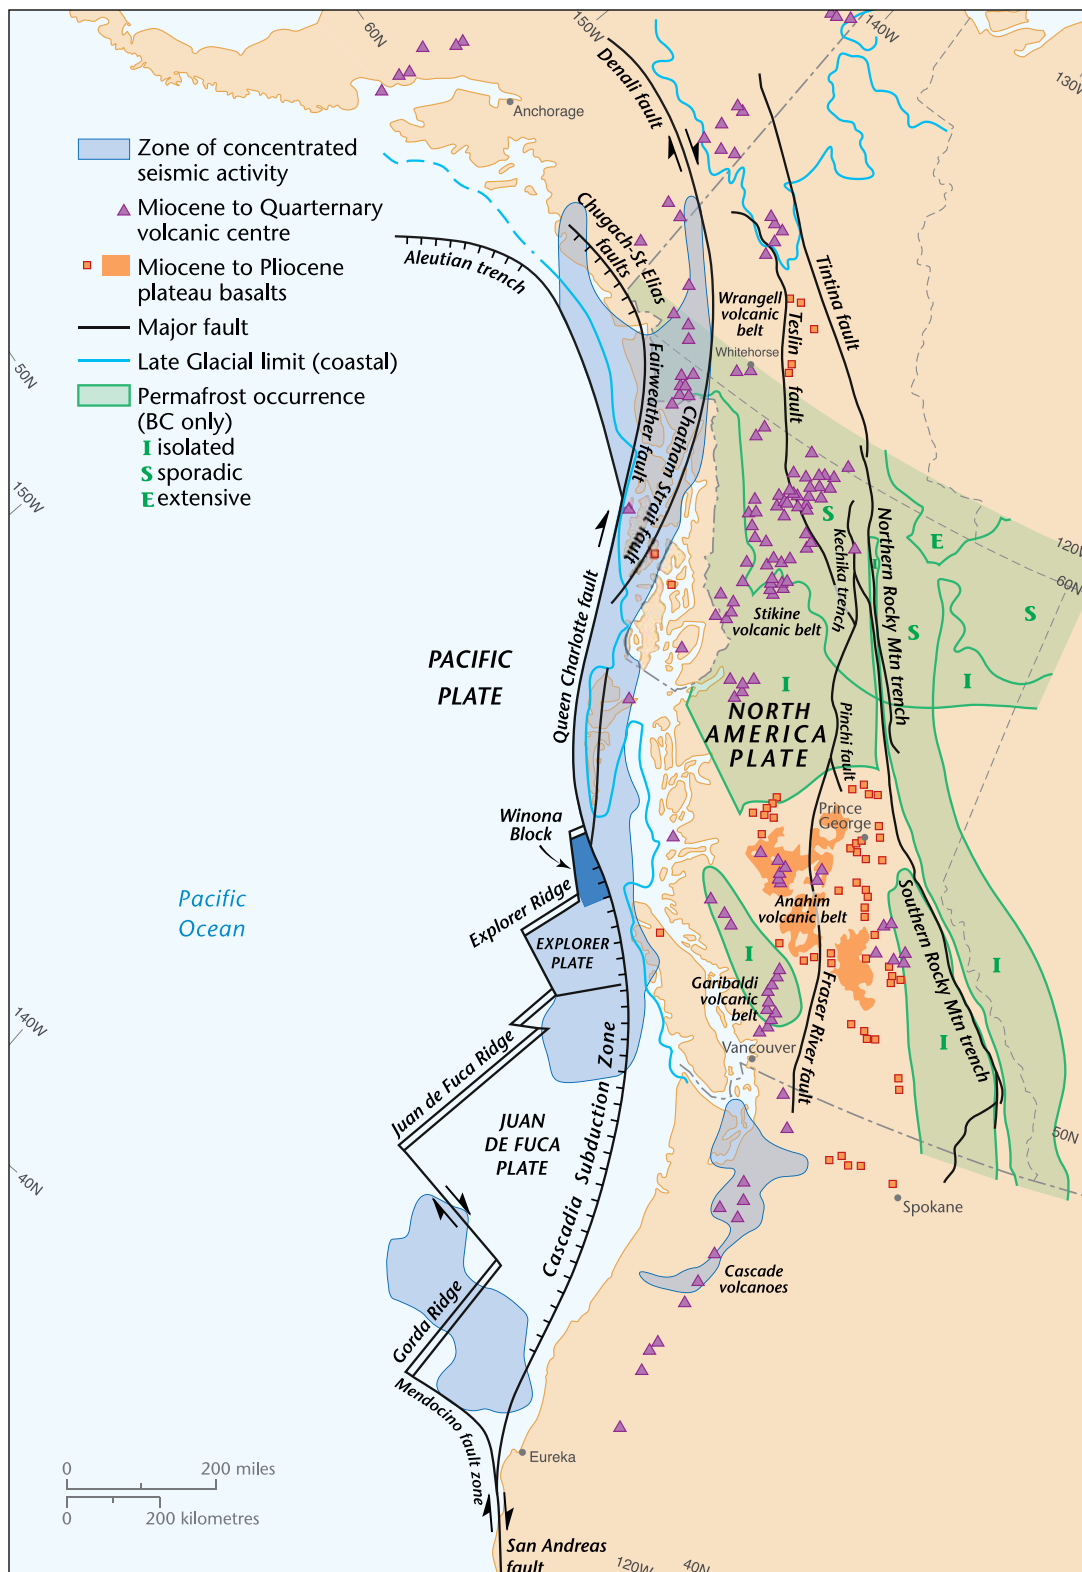 60N
150W
140W
130W
Anchorage
Denali fault
Zone of concentrated
seismic activity
Miocene to Quarternary
volcanic centre
Miocene to Pliocene
plateau basalts
Major fault
Late Glacial limit (coastal)
Permafrost occurrence
(BC only)
I isolated
S sporadic
E extensive
Chugach-St Elias
faults
Aleutian trench
Tintina fault
Wrangell
volcanic
belt
Teslin fault
Whitehorse
Fairweather fault
Chatham Strait fault
50N
150W
S
E
Kechika trench
I
Northern Rocky Mtn trench
120W
60N
Queen Charlotte fault
Stikine
volcanic belt
S
S
PACIFIC
PLATE
I
I
NORTH
AMERICA
PLATE
Pinchi fault
Winona
Block
Prince
George
Pacific
Ocean
Explorer Ridge
EXPLORER
PLATE
Anahim
volcanic belt
Southern Rocky Mtn trench
I
I
Garibaldi
volcanic
belt
Fraser River fault
140W
Juan de Fuca Ridge
Vancouver
I
Cascadia Subduction Zone
JUAN
DE FUCA
PLATE
50N
40N
Spokane
Cascade
volcanoes
Gorda Ridge
Mendocino fault zone
Eureka
0 200 miles
0 200 kilometres
San Andreas
fault
120W
40N